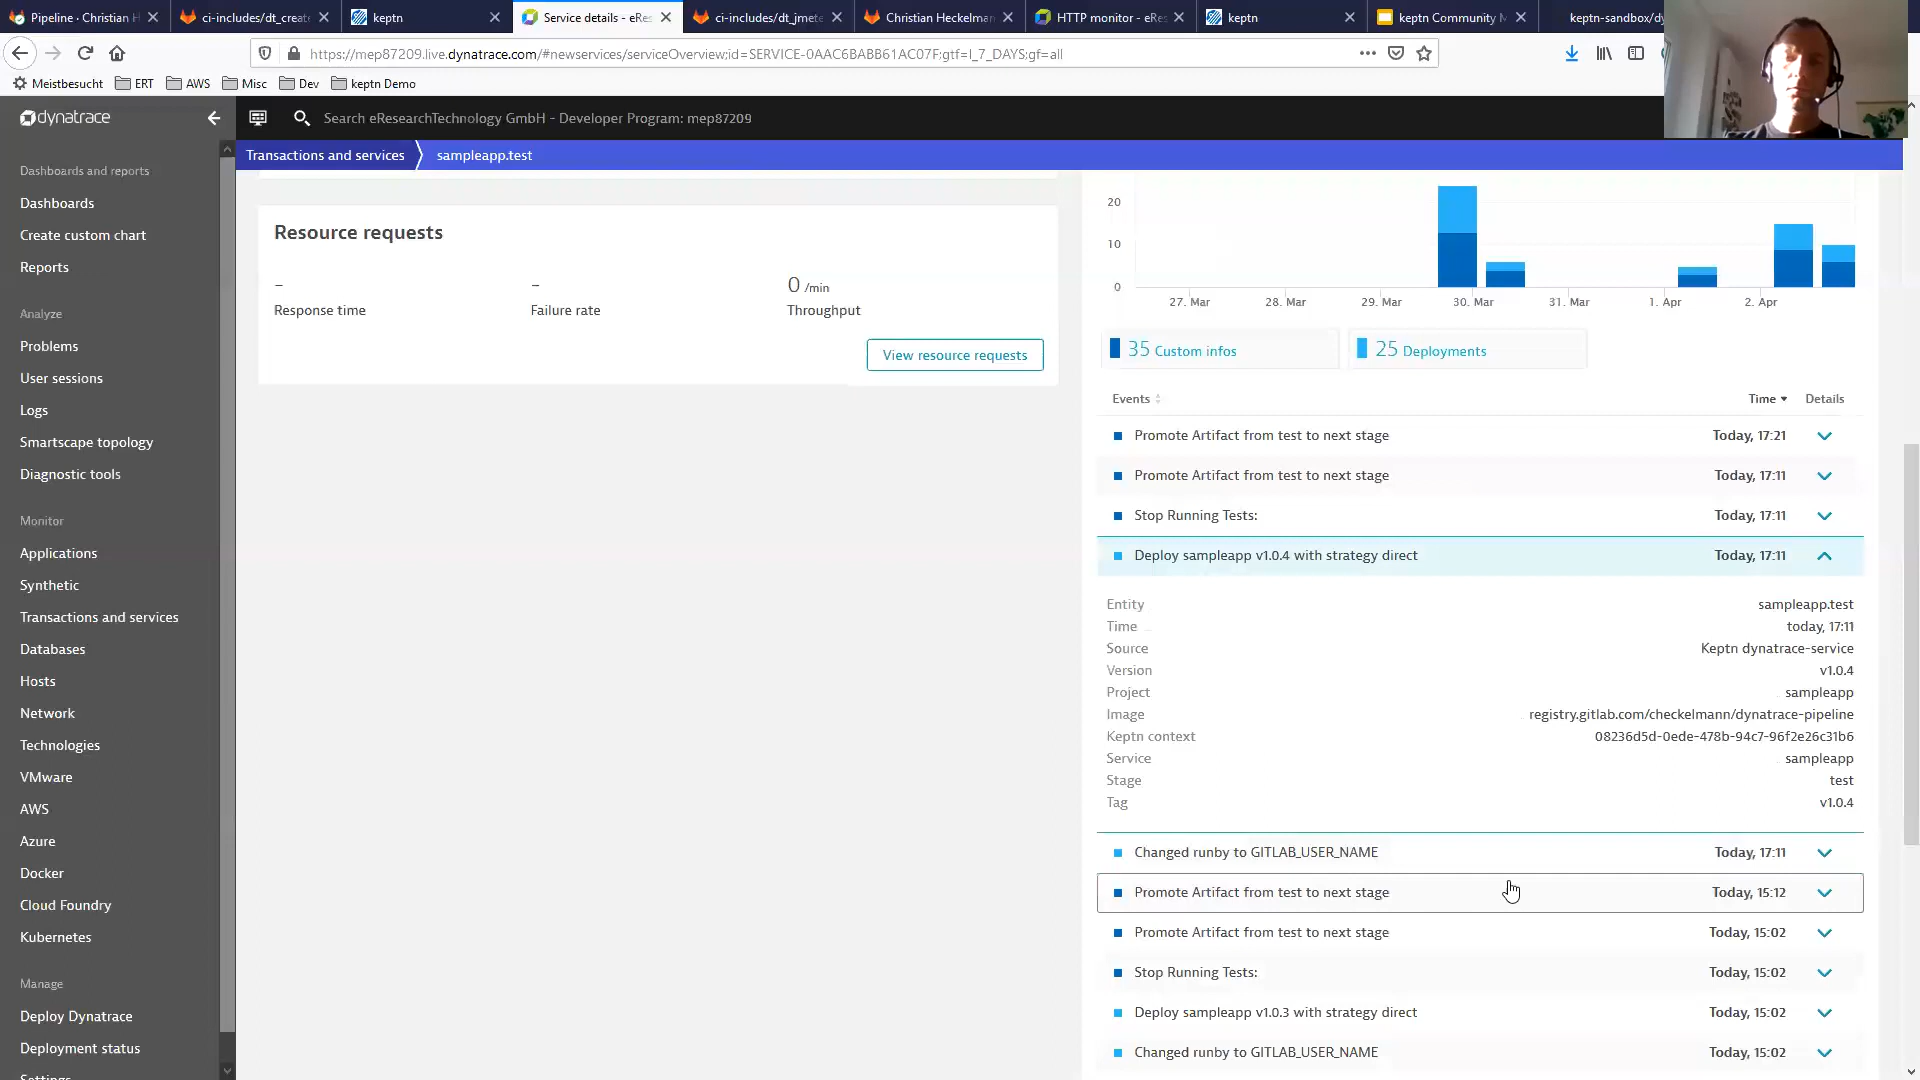 Pipeline · Christian H
ci-includes/dt_creat
keptn
Service details - eRes
ci-includes/dt_jmete
Christian Heckelman
HTTP monitor - eRes
keptn
keptn Community M
keptn-sandbox/dy
https://mep87209.live.dynatrace.com/#newservices/serviceOverview;id=SERVICE-0AAC6BABB61AC07F;gtf=l_7_DAYS;gf=all
Meistbesucht
ERT
AWS
Misc
Dev
keptn Demo
dynatrace
Search eResearchTechnology GmbH - Developer Program: mep87209
Transactions and services
sampleapp.test
Dashboards and reports
Dashboards
Create custom chart
Reports
Analyze
Problems
User sessions
Logs
Smartscape topology
Diagnostic tools
Monitor
Applications
Synthetic
Transactions and services
Databases
Hosts
Network
Technologies
VMware
AWS
Azure
Docker
Cloud Foundry
Kubernetes
Manage
Deploy Dynatrace
Deployment status
Settings
Resource requests
– – 0 /min
Response time Failure rate Throughput
View resource requests
20
10
0
27. Mar 28. Mar 29. Mar 30. Mar 31. Mar 1. Apr 2. Apr
35 Custom infos 25 Deployments
Events Time Details
Promote Artifact from test to next stage Today, 17:21
Promote Artifact from test to next stage Today, 17:11
Stop Running Tests: Today, 17:11
Deploy sampleapp v1.0.4 with strategy direct Today, 17:11
Entity sampleapp.test
Time today, 17:11
Source Keptn dynatrace-service
Version v1.0.4
Project sampleapp
Image registry.gitlab.com/checkelmann/dynatrace-pipeline
Keptn context 08236d5d-0ede-478b-94c7-96f2e26c31b6
Service sampleapp
Stage test
Tag v1.0.4
Changed runby to GITLAB_USER_NAME Today, 17:11
Promote Artifact from test to next stage Today, 15:12
Promote Artifact from test to next stage Today, 15:02
Stop Running Tests: Today, 15:02
Deploy sampleapp v1.0.3 with strategy direct Today, 15:02
Changed runby to GITLAB_USER_NAME Today, 15:02